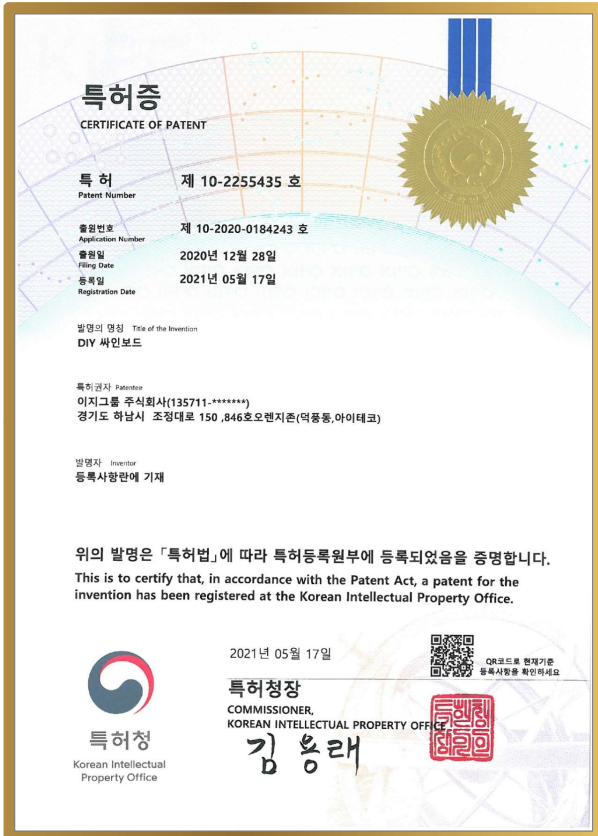 특허증
CERTIFICATE OF PATENT
특 허 제 10-2255435 호
Patent Number
출원번호 제 10-2020-0184243 호
Application Number
출원일 2020년 12월 28일
Filing Date
등록일 2021년 05월 17일
Registration Date
발명의 명칭 Title of the Invention
DIY 싸인보드
특허권자 Patentee
이지그룹 주식회사(135711-*******)
경기도 하남시 조정대로 150 ,846호오렌지존(덕풍동,아이테코)
발명자 Inventor
등록사항란에 기재
위의 발명은 「특허법」에 따라 특허등록원부에 등록되었음을 증명합니다.
This is to certify that, in accordance with the Patent Act, a patent for the
invention has been registered at the Korean Intellectual Property Office.
2021년 05월 17일
QR코드로 현재기준
등록사항을 확인하세요
특허청장
COMMISSIONER,
KOREAN INTELLECTUAL PROPERTY OFFICE
김용래
특허청
Korean Intellectual
Property Office